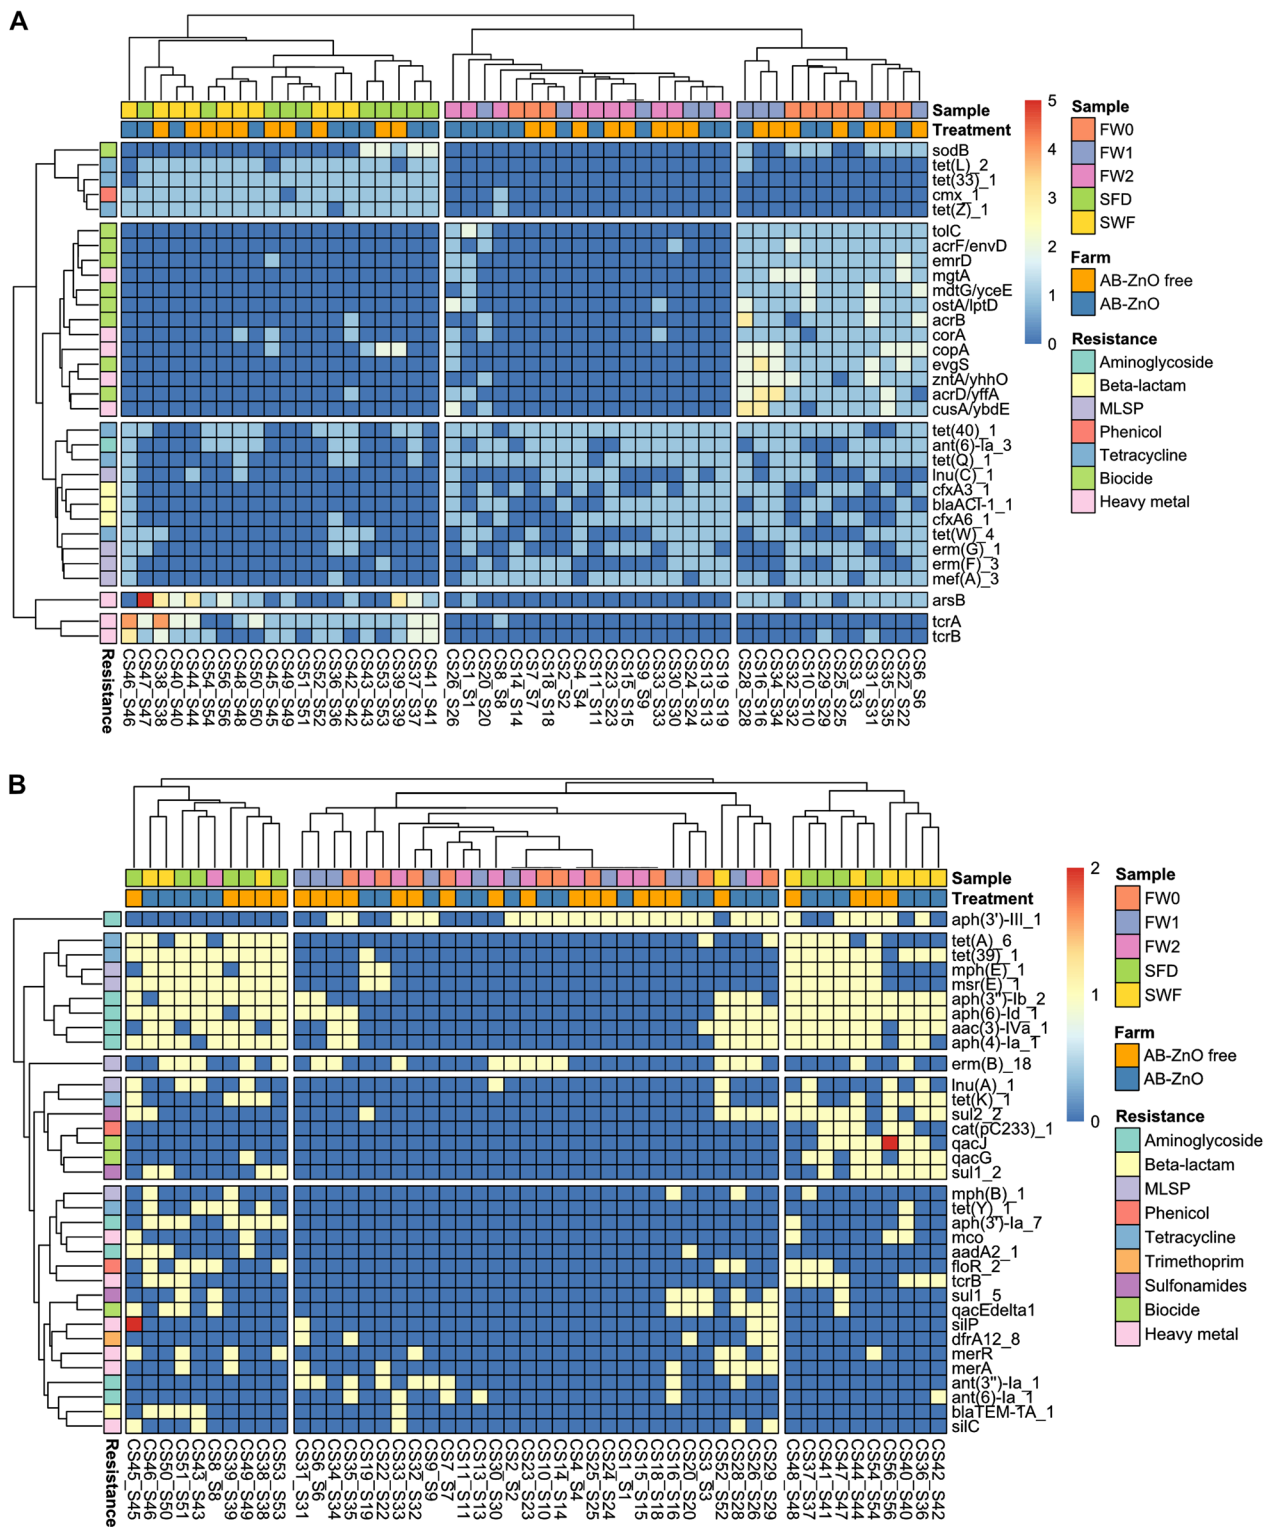 A
Sample
Treatment
sodB
tet(L)_2
tet(33)_1
cmx_1
tet(Z)_1
tolC
acrF/envD
emrD
mgtA
mdtG/yceE
ostA/lptD
acrB
corA
copA
evgS
zntA/yhhO
acrD/yffA
cusA/ybdE
tet(40)_1
ant(6)-Ia_3
tet(Q)_1
lnu(C)_1
cfxA3_1
blaACT-1_1
cfxA6_1
tet(W)_4
erm(G)_1
erm(F)_3
mef(A)_3
arsB
tcrA
tcrB
5
4
3
2
1
0
Sample
FW0
FW1
FW2
SFD
SWF
Farm
AB-ZnO free
AB-ZnO
Resistance
Aminoglycoside
Beta-lactam
MLSP
Phenicol
Tetracycline
Biocide
Heavy metal
Resistance
CS46_S46
CS47_S47
CS38_S38
CS40_S40
CS44_S44
CS54_S54
CS56_S56
CS48_S48
CS50_S50
CS45_S45
CS49_S49
CS51_S51
CS52_S52
CS36_S36
CS42_S42
CS43_S43
CS53_S53
CS39_S39
CS37_S37
CS41_S41
CS26_S26
CS1_S1
CS20_S20
CS8_S8
CS14_S14
CS7_S7
CS18_S18
CS2_S2
CS4_S4
CS11_S11
CS23_S23
CS15_S15
CS9_S9
CS33_S33
CS30_S30
CS24_S24
CS13_S13
CS19_S19
CS28_S28
CS16_S16
CS34_S34
CS32_S32
CS10_S10
CS29_S29
CS25_S25
CS3_S3
CS31_S31
CS35_S35
CS22_S22
CS6_S6
B
Sample
Treatment
aph(3')-III_1
tet(A)_6
tet(39)_1
mph(E)_1
msr(E)_1
aph(3'')-Ib_2
aph(6)-Id_1
aac(3)-IVa_1
aph(4)-Ia_1
erm(B)_18
lnu(A)_1
tet(K)_1
sul2_2
cat(pC233)_1
qacJ
qacG
sul1_2
mph(B)_1
tet(Y)_1
aph(3')-Ia_7
mco
aadA2_1
floR_2
tcrB
sul1_5
qacEdelta1
silP
dfrA12_8
merR
merA
ant(3'')-Ia_1
ant(6)-Ia_1
blaTEM-1A_1
silC
2
1
0
Sample
FW0
FW1
FW2
SFD
SWF
Farm
AB-ZnO free
AB-ZnO
Resistance
Aminoglycoside
Beta-lactam
MLSP
Phenicol
Tetracycline
Trimethoprim
Sulfonamides
Biocide
Heavy metal
Resistance
CS45_S45
CS46_S46
CS50_S50
CS51_S51
CS43_S43
CS8_S8
CS39_S39
CS49_S49
CS38_S38
CS53_S53
CS31_S31
CS6_S6
CS34_S34
CS35_S35
CS19_S19
CS22_S22
CS33_S33
CS32_S32
CS9_S9
CS7_S7
CS11_S11
CS13_S13
CS30_S30
CS2_S2
CS23_S23
CS10_S10
CS14_S14
CS4_S4
CS25_S25
CS24_S24
CS1_S1
CS15_S15
CS18_S18
CS16_S16
CS20_S20
CS3_S3
CS52_S52
CS28_S28
CS26_S26
CS29_S29
CS48_S48
CS37_S37
CS41_S41
CS47_S47
CS44_S44
CS54_S54
CS56_S56
CS40_S40
CS36_S36
CS42_S42